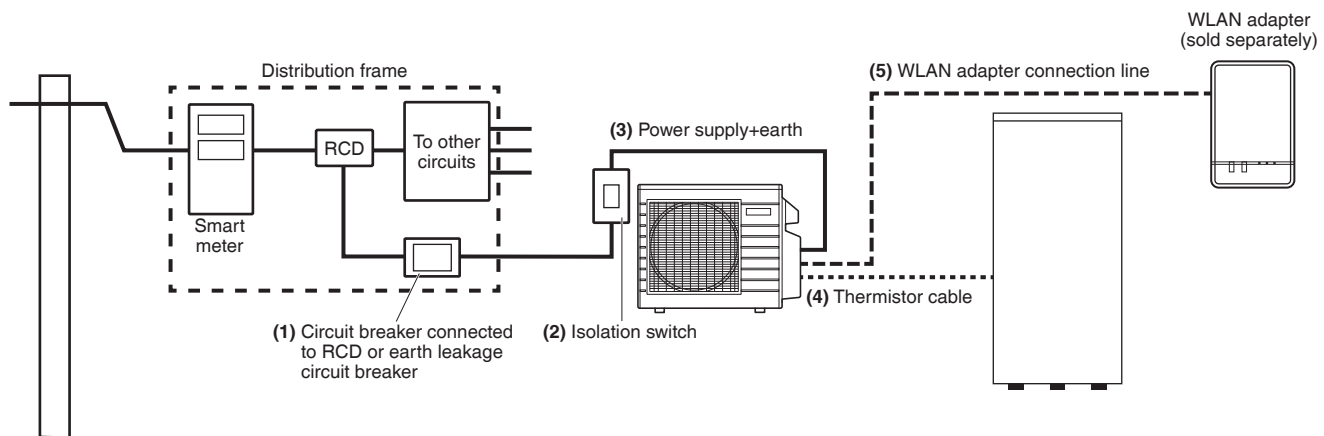 WLAN adapter
(sold separately)
Distribution frame
(5) WLAN adapter connection line
(3) Power supply+earth
RCD
To other
circuits
Smart
meter
(4) Thermistor cable
(1) Circuit breaker connected
to RCD or earth leakage
circuit breaker
(2) Isolation switch